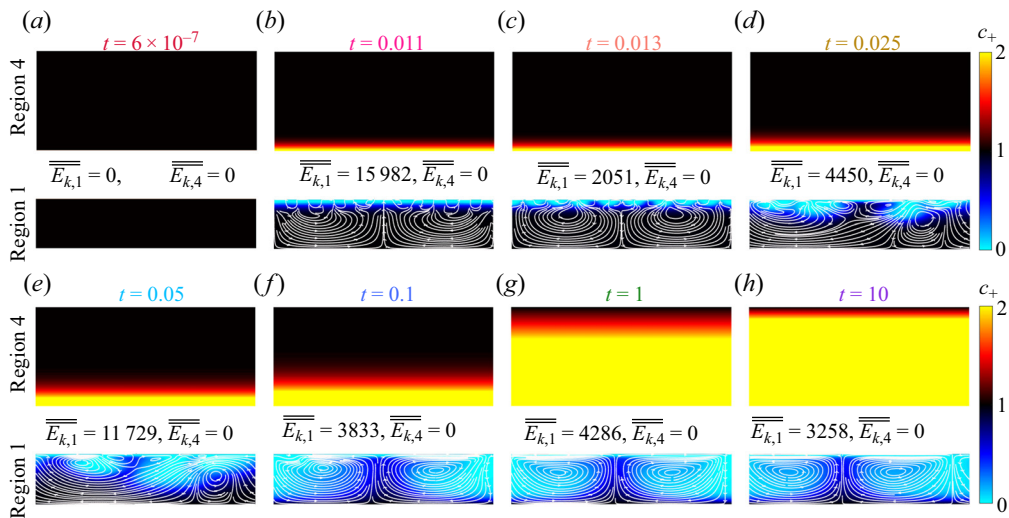 (a) (b) (c) (d)
t = 6 × 10⁻⁷ t = 0.011 t = 0.013 t = 0.025 c₊
2
Region 4
1
E̿ₖ,₁ = 0, E̿ₖ,₄ = 0 E̿ₖ,₁ = 15 982, E̿ₖ,₄ = 0 E̿ₖ,₁ = 2051, E̿ₖ,₄ = 0 E̿ₖ,₁ = 4450, E̿ₖ,₄ = 0
Region 1
0
(e) (f) (g) (h)
t = 0.05 t = 0.1 t = 1 t = 10 c₊
2
Region 4
1
E̿ₖ,₁ = 11 729, E̿ₖ,₄ = 0 E̿ₖ,₁ = 3833, E̿ₖ,₄ = 0 E̿ₖ,₁ = 4286, E̿ₖ,₄ = 0 E̿ₖ,₁ = 3258, E̿ₖ,₄ = 0
Region 1
0